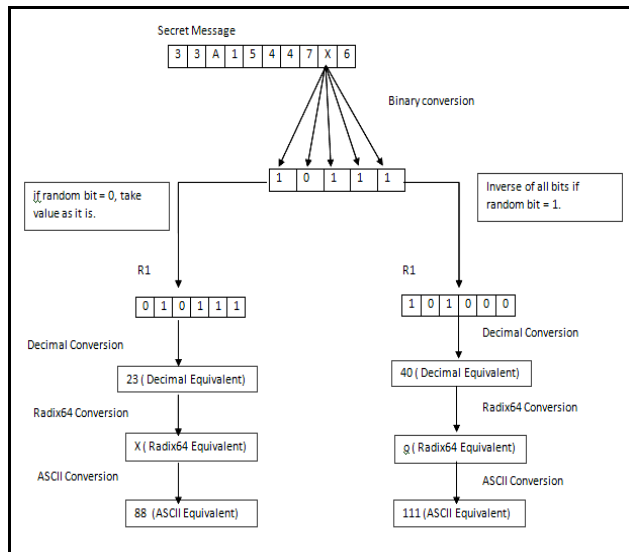 Secret Message
3 3 A 1 5 4 4 7 X 6
Binary conversion
1 0 1 1 1
if random bit = 0, take
value as it is.
Inverse of all bits if
random bit = 1.
R1
R1
0 1 0 1 1 1
1 0 1 0 0 0
Decimal Conversion
Decimal Conversion
23 ( Decimal Equivalent)
40 ( Decimal Equivalent)
Radix64 Conversion
Radix64 Conversion
X ( Radix64 Equivalent)
o ( Radix64 Equivalent)
ASCII Conversion
ASCII Conversion
88 (ASCII Equivalent)
111 (ASCII Equivalent)